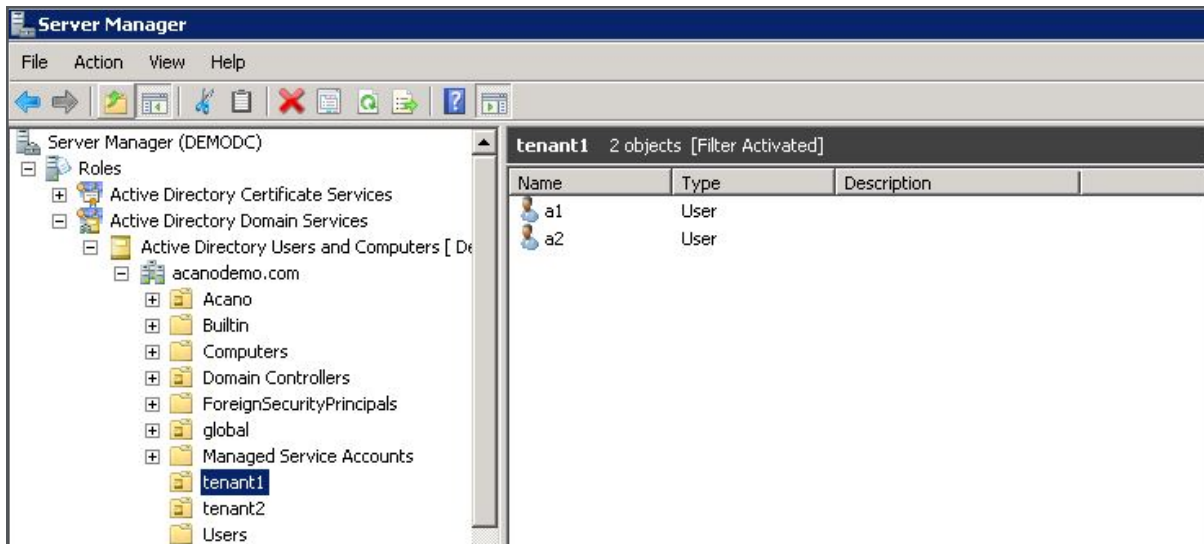 Server Manager
File Action View Help
Server Manager (DEMODC)
Roles
Active Directory Certificate Services
Active Directory Domain Services
Active Directory Users and Computers [ De
acanodemo.com
Acano
Builtin
Computers
Domain Controllers
ForeignSecurityPrincipals
global
Managed Service Accounts
tenant1
tenant2
Users
tenant1 2 objects [Filter Activated]
Name Type Description
a1 User
a2 User